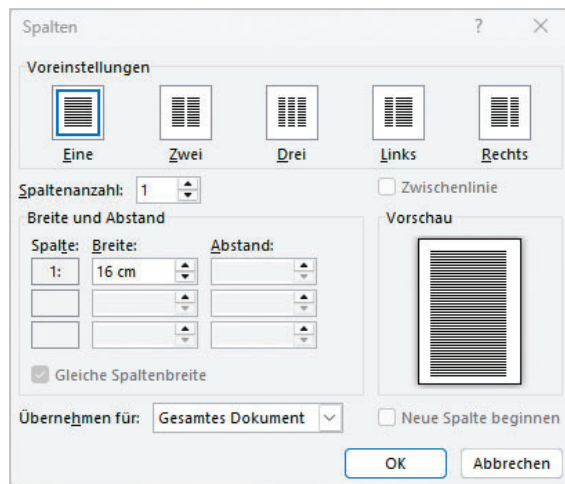 Spalten ?
Voreinstellungen
Eine Zwei Drei Links Rechts
Spaltenanzahl: 1 Zwischenlinie
Breite und Abstand Vorschau
Spalte: Breite: Abstand:
1: 16 cm
Gleiche Spaltenbreite
Übernehmen für: Gesamtes Dokument Neue Spalte beginnen
OK Abbrechen